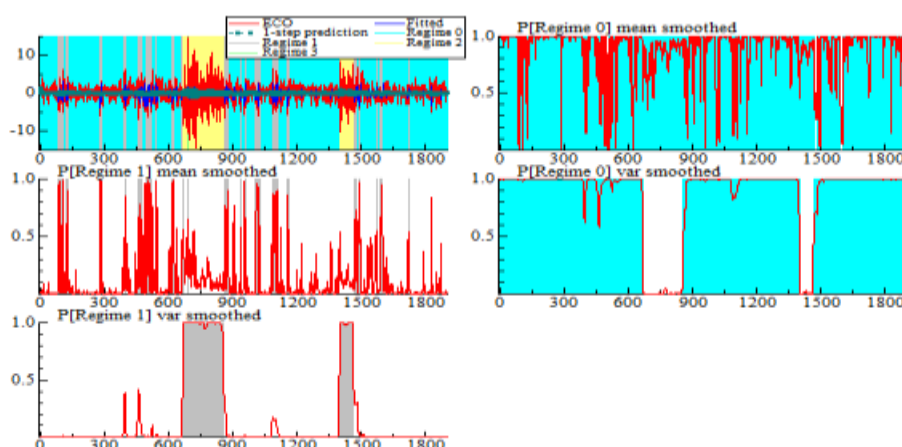 ECO Fitted
1-step prediction Regime 0
Regime 1 Regime 2
Regime 3
10
0
-10
0 300 600 900 1200 1500 1800
P[Regime 0] mean smoothed
1.0
0.5
0 300 600 900 1200 1500 1800
P[Regime 1] mean smoothed
1.0
0.5
0 300 600 900 1200 1500 1800
P[Regime 0] var smoothed
1.0
0.5
0 300 600 900 1200 1500 1800
P[Regime 1] var smoothed
1.0
0.5
0 300 600 900 1200 1500 1800